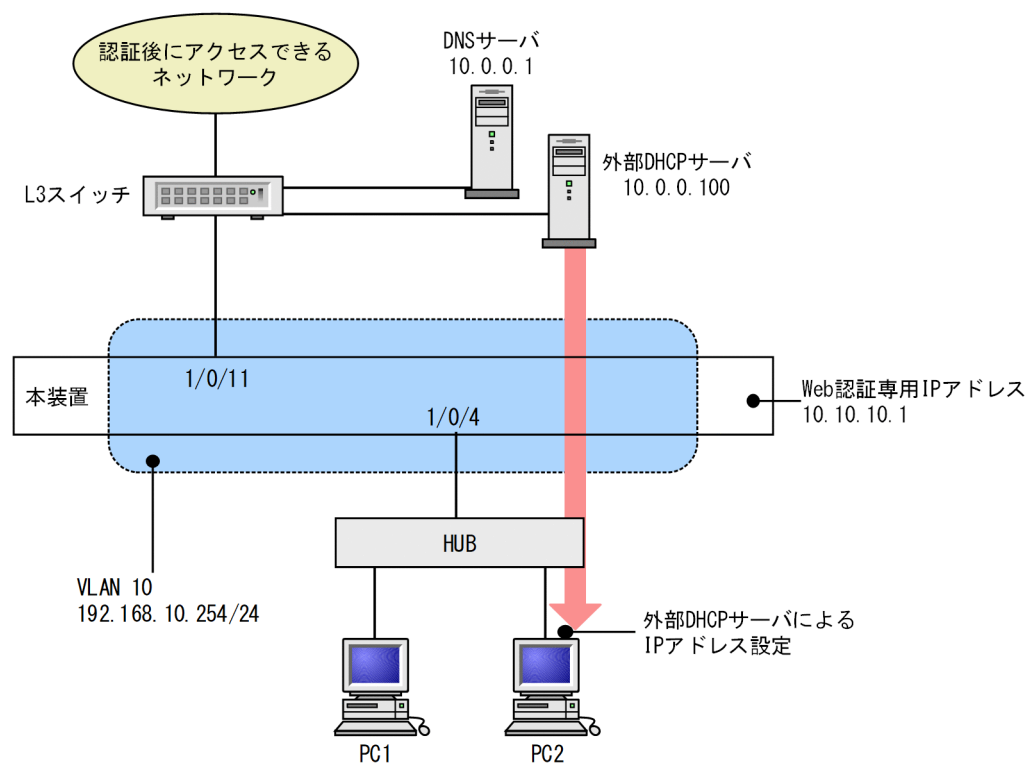 認証後にアクセスできる
ネットワーク
DNSサーバ
10.0.0.1
外部DHCPサーバ
10.0.0.100
L3スイッチ
1/0/11
本装置
Web認証専用IPアドレス
10.10.10.1
1/0/4
HUB
VLAN 10
192.168.10.254/24
外部DHCPサーバによる
IPアドレス設定
PC1
PC2